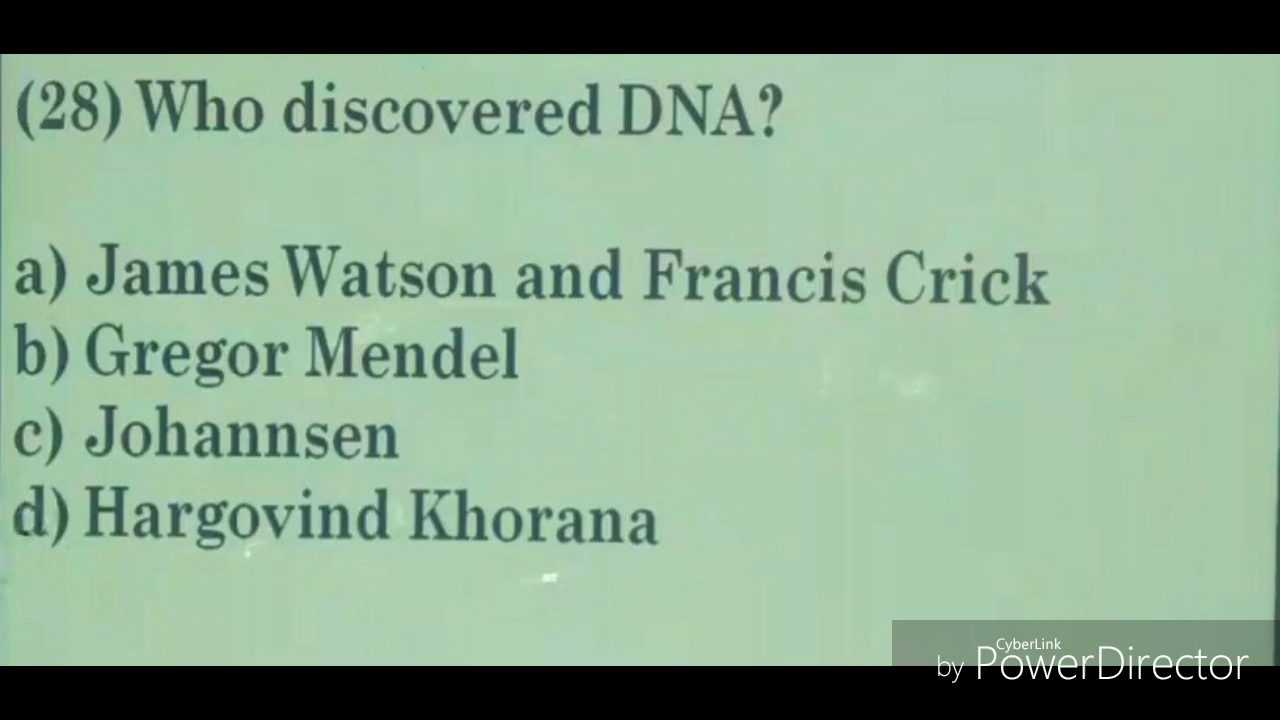 (28) Who discovered DNA?
a) James Watson and Francis Crick
b) Gregor Mendel
c) Johannsen
d) Hargovind Khorana
CyberLink
by PowerDirector